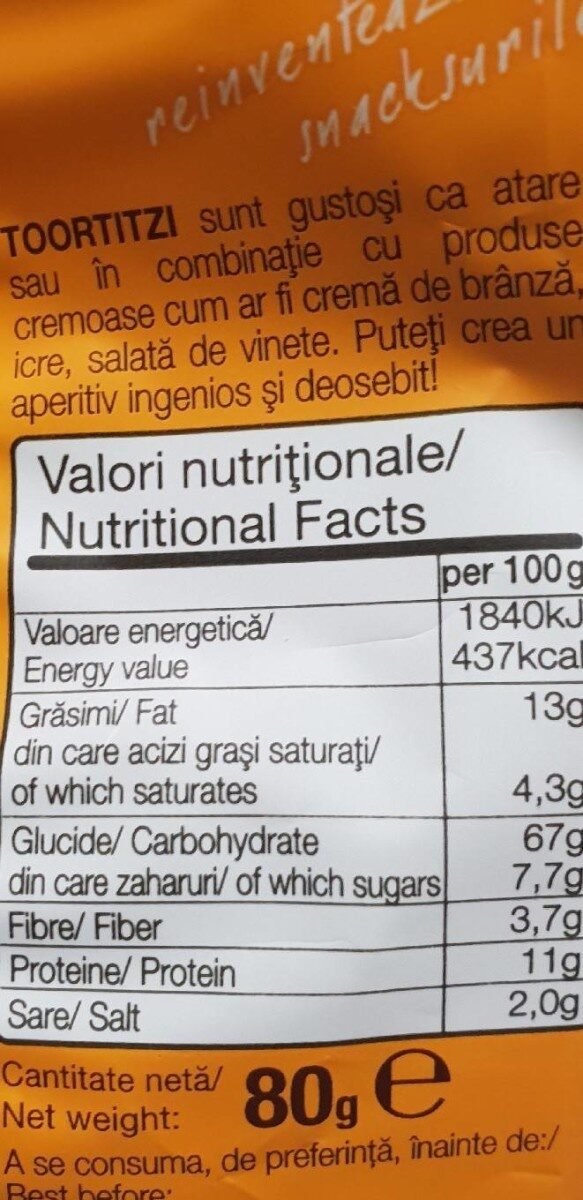 snacksuril
TOORTITZI sunt gustoşi ca atare
sau în combinaţie cu produse
cremoase cum ar fi cremă de brânză,
icre, salată de vinete. Puteţi crea un
aperitiv ingenios şi deosebit!
Valori nutriţionale/
Nutritional Facts
per 100g
Valoare energetică/ 1840kJ
Energy value 437kcal
Grăsimi/ Fat 13g
din care acizi graşi saturaţi/
of which saturates 4,3g
Glucide/ Carbohydrate 67g
din care zaharuri/ of which sugars 7,7g
Fibre/ Fiber 3,7g
Proteine/ Protein 11g
Sare/ Salt 2,0g
Cantitate netă/
Net weight: 80g e
A se consuma, de preferinţă, înainte de:/
Best before: